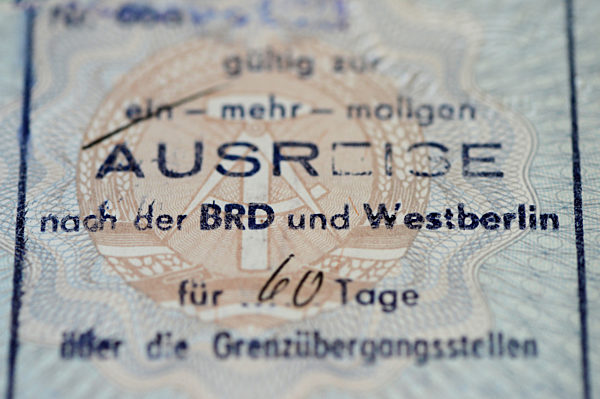 gültig zur
ein – mehr – maligen
AUSREISE
nach der BRD und Westberlin
für ... 60 Tage
über die Grenzübergangsstellen